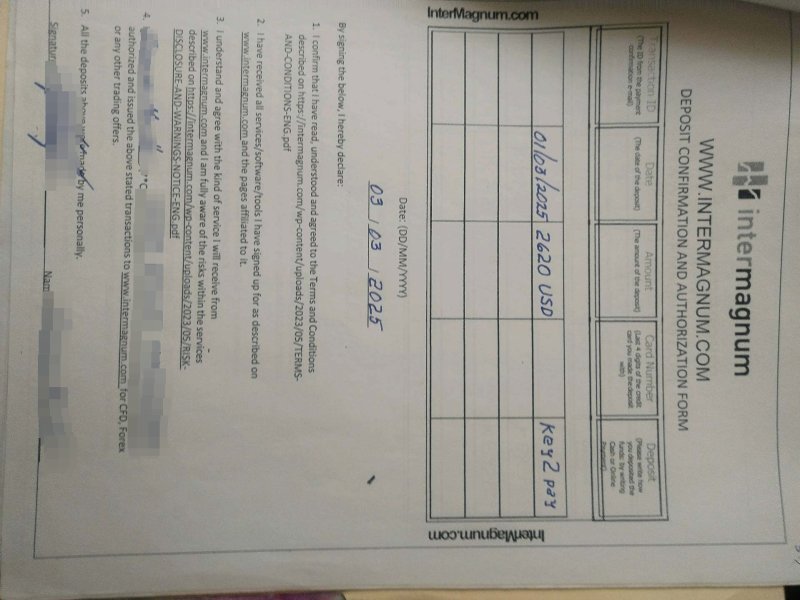 intermagnum
WWW.INTERMAGNUM.COM
DEPOSIT CONFIRMATION AND AUTHORIZATION FORM
Transaction ID
(The ID from the payment
confirmation e-mail)
Date
(The date of the deposit)
Amount
(The amount of the deposit)
Card Number
(Last 4 digits of the credit
card you made the deposit
with)
Deposit
(Please write how
you deposited the
funds: by writing
Cash or Online
Payment)
01/03/2025 2620 USD Key2pay
InterMagnum.com
InterMagnum.com
Date: (DD/MM/YYYY)
03 / 03 / 2025
By signing the below, I hereby declare:
1. I confirm that I have read, understood and agreed to the Terms and Conditions
described on https://intermagnum.com/wp-content/uploads/2023/05/TERMS-
AND-CONDITIONS-ENG.pdf
2. I have received all services/software/tools I have signed up for as described on
www.intermagnum.com and the pages affiliated to it.
3. I understand and agree with the kind of service I will receive from
www.intermagnum.com and I am fully aware of the risks within the services
described on https://intermagnum.com/wp-content/uploads/2023/05/RISK-
DISCLOSURE-AND-WARNINGS-NOTICE-ENG.pdf
4.
authorized and issued the above stated transactions to www.intermagnum.com for CFD, Forex
or any other trading offers.
5. All the deposits above were made by me personally.